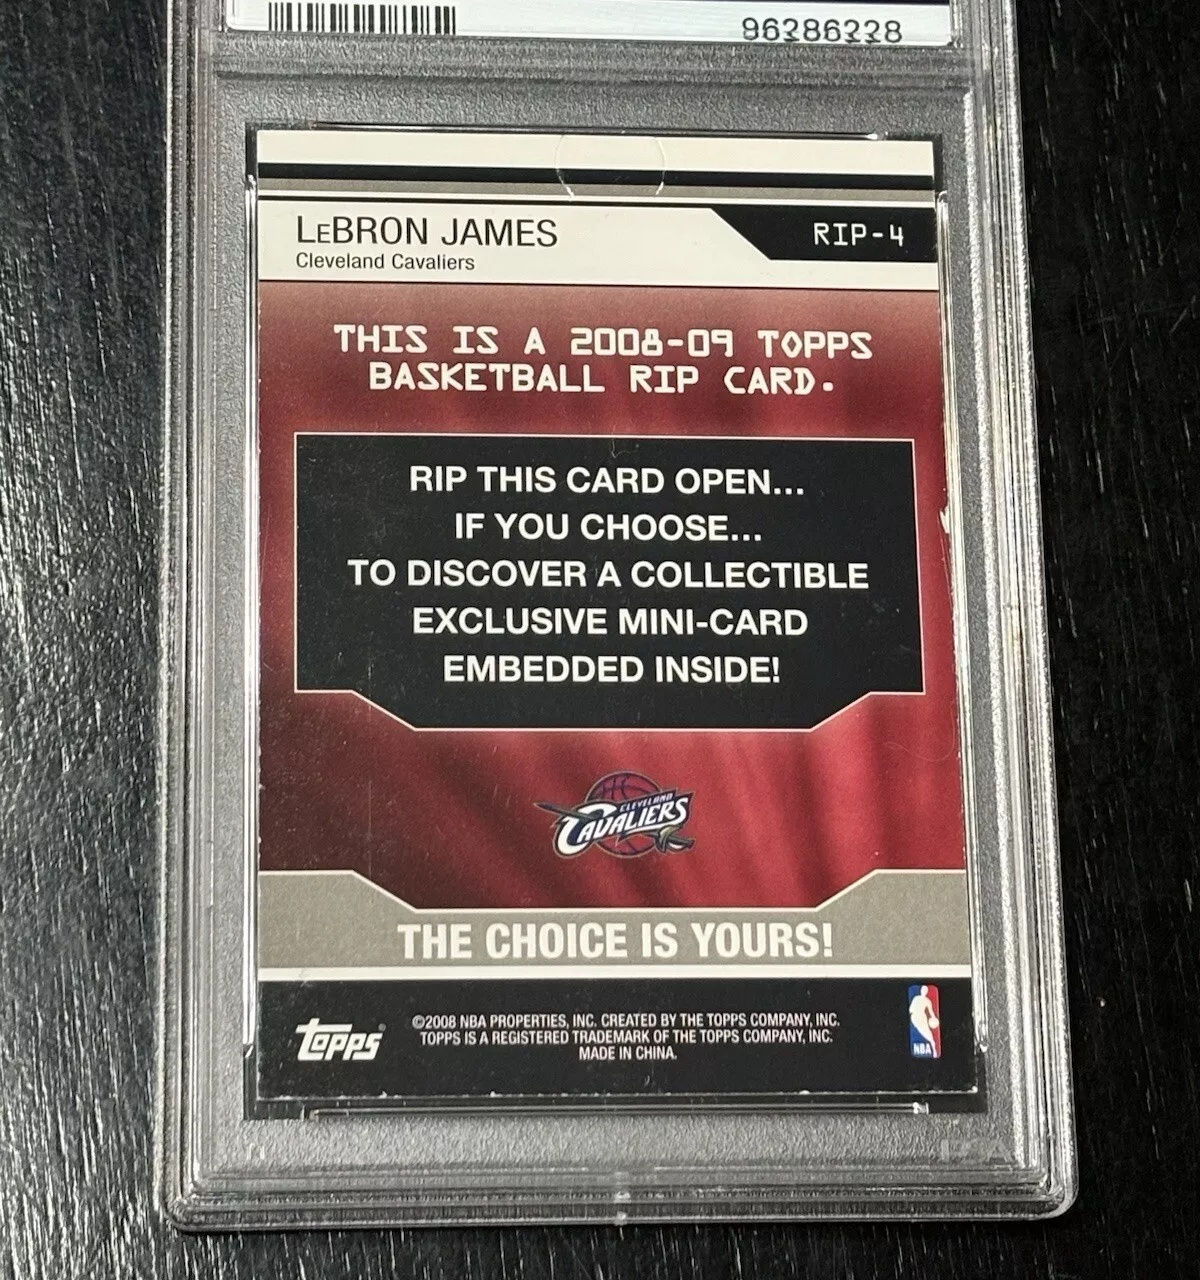 96286228
LeBRON JAMES
RIP-4
Cleveland Cavaliers
THIS IS A 2008-09 TOPPS
BASKETBALL RIP CARD.
RIP THIS CARD OPEN...
IF YOU CHOOSE...
TO DISCOVER A COLLECTIBLE
EXCLUSIVE MINI-CARD
EMBEDDED INSIDE!
CLEVELAND
CAVALIERS
THE CHOICE IS YOURS!
topps®
©2008 NBA PROPERTIES, INC. CREATED BY THE TOPPS COMPANY, INC.
TOPPS IS A REGISTERED TRADEMARK OF THE TOPPS COMPANY, INC.
MADE IN CHINA.
NBA